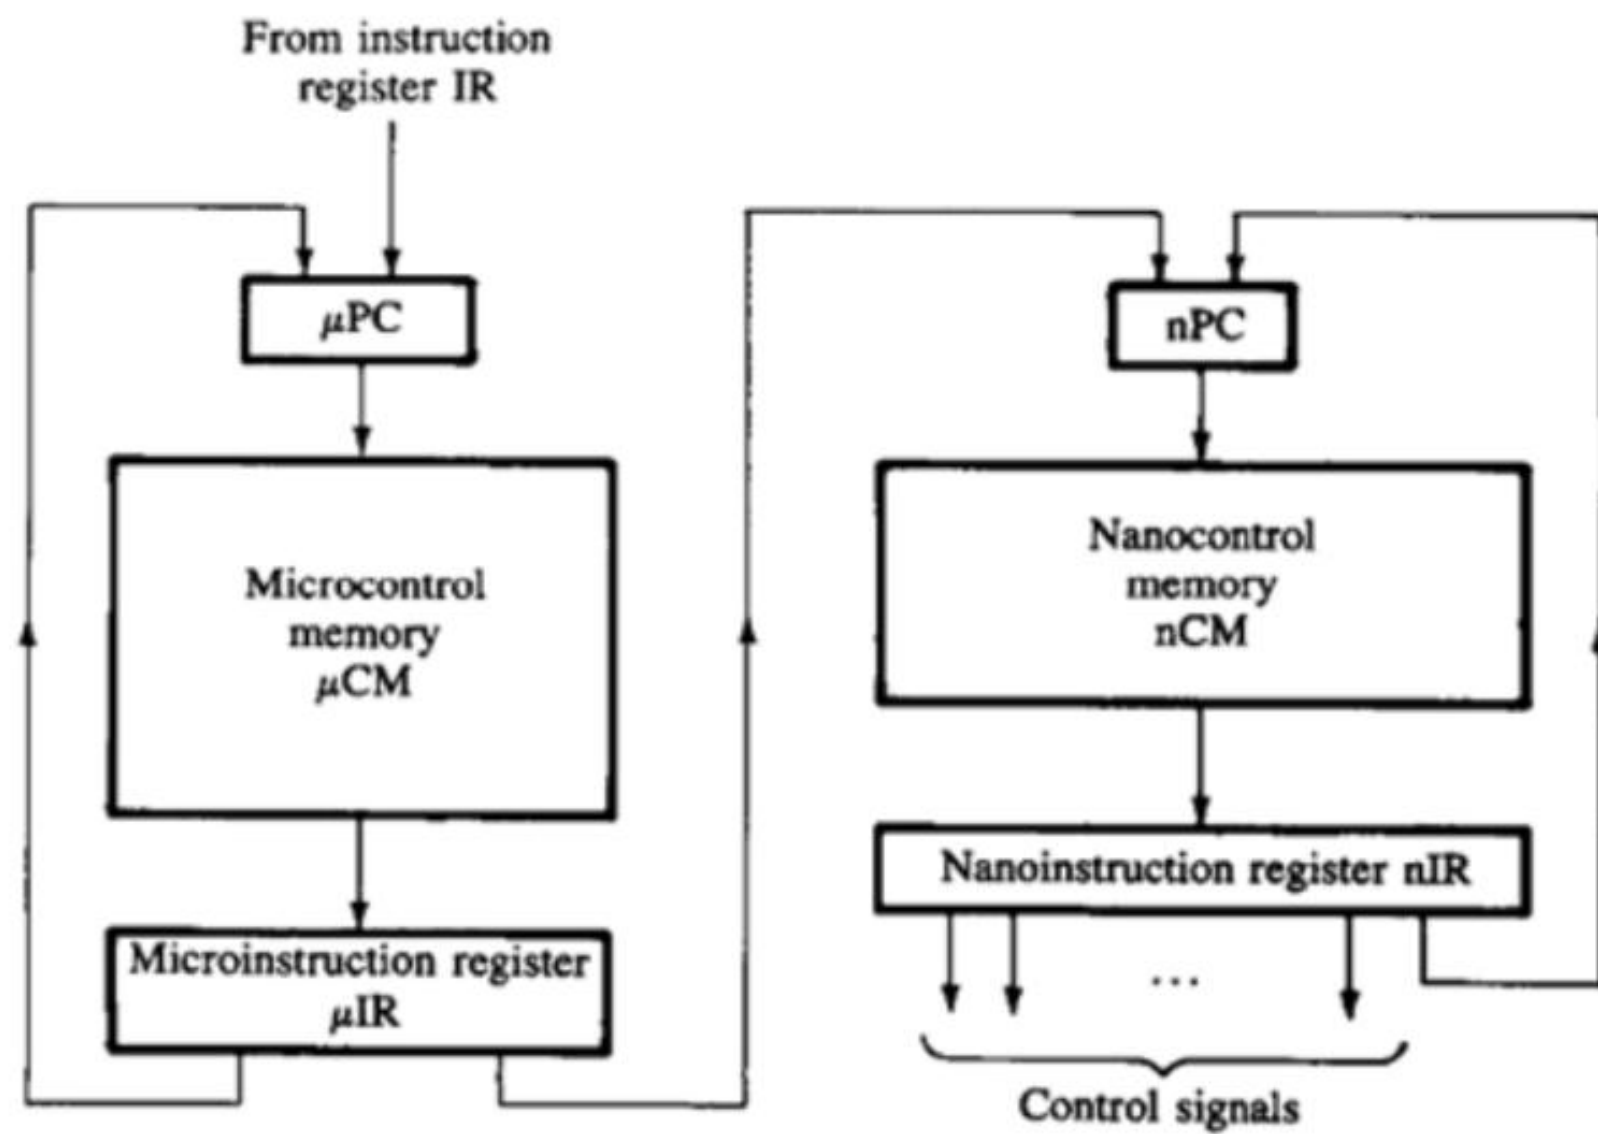 From instruction
register IR
μPC
Microcontrol
memory
μCM
Microinstruction register
μIR
nPC
Nanocontrol
memory
nCM
Nanoinstruction register nIR
...
Control signals